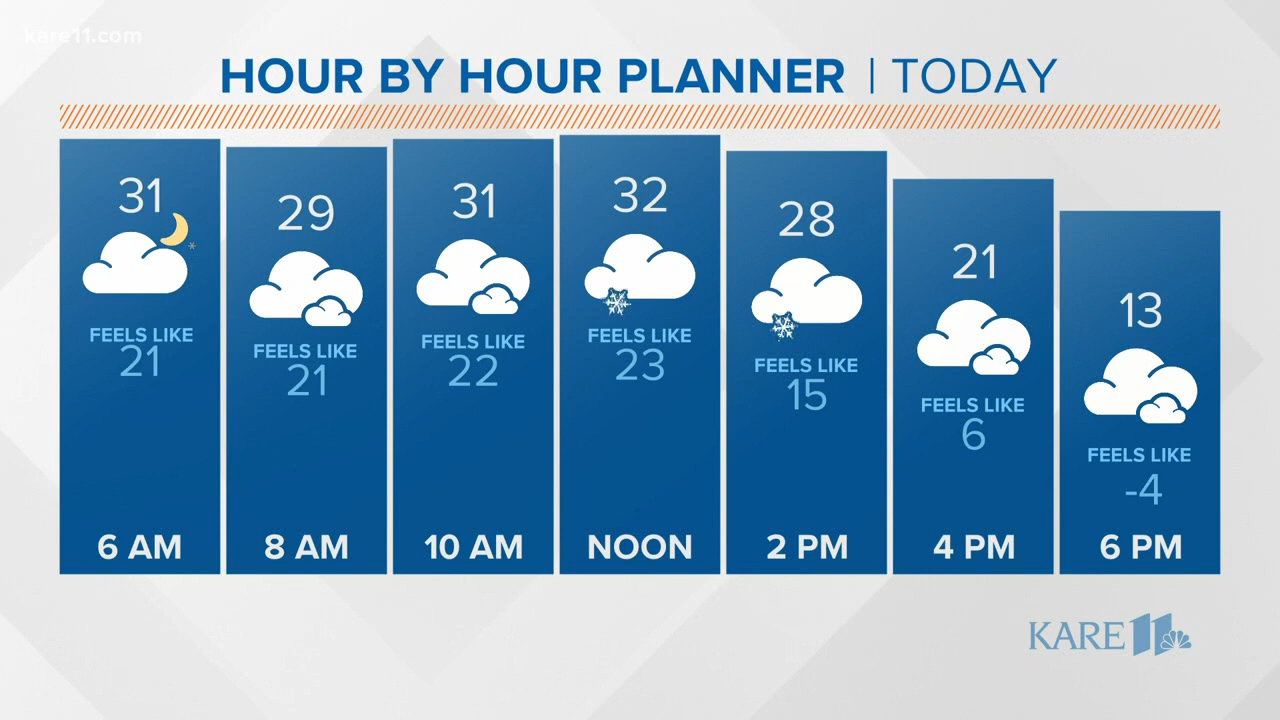 kare11.com
HOUR BY HOUR PLANNER | TODAY
31
FEELS LIKE
21
6 AM
29
FEELS LIKE
21
8 AM
31
FEELS LIKE
22
10 AM
32
FEELS LIKE
23
NOON
28
FEELS LIKE
15
2 PM
21
FEELS LIKE
6
4 PM
13
FEELS LIKE
-4
6 PM
KARE 11